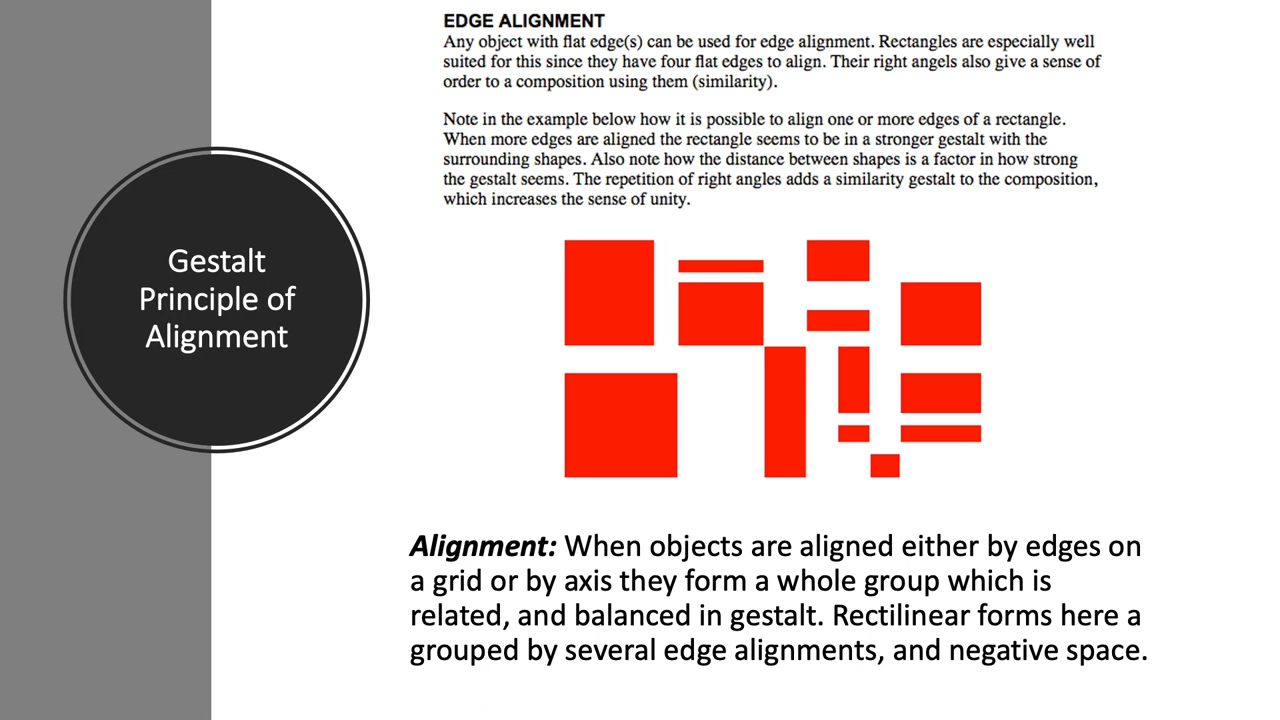 Gestalt
Principle of
Alignment
EDGE ALIGNMENT
Any object with flat edge(s) can be used for edge alignment. Rectangles are especially well
suited for this since they have four flat edges to align. Their right angels also give a sense of
order to a composition using them (similarity).
Note in the example below how it is possible to align one or more edges of a rectangle.
When more edges are aligned the rectangle seems to be in a stronger gestalt with the
surrounding shapes. Also note how the distance between shapes is a factor in how strong
the gestalt seems. The repetition of right angles adds a similarity gestalt to the composition,
which increases the sense of unity.
Alignment: When objects are aligned either by edges on
a grid or by axis they form a whole group which is
related, and balanced in gestalt. Rectilinear forms here a
grouped by several edge alignments, and negative space.